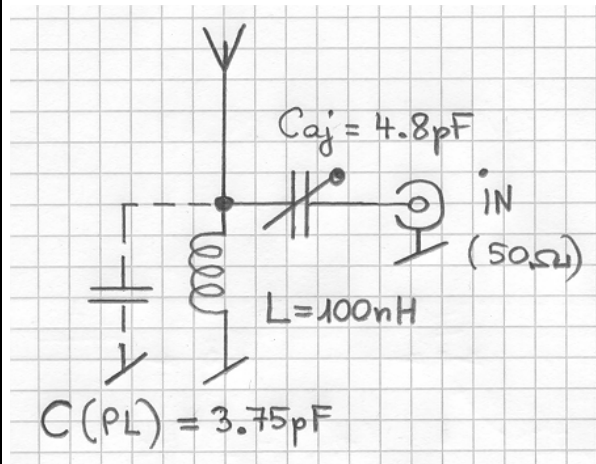 Caj = 4.8pF
iN
(50Ω)
L=100nH
C(PL) = 3.75pF